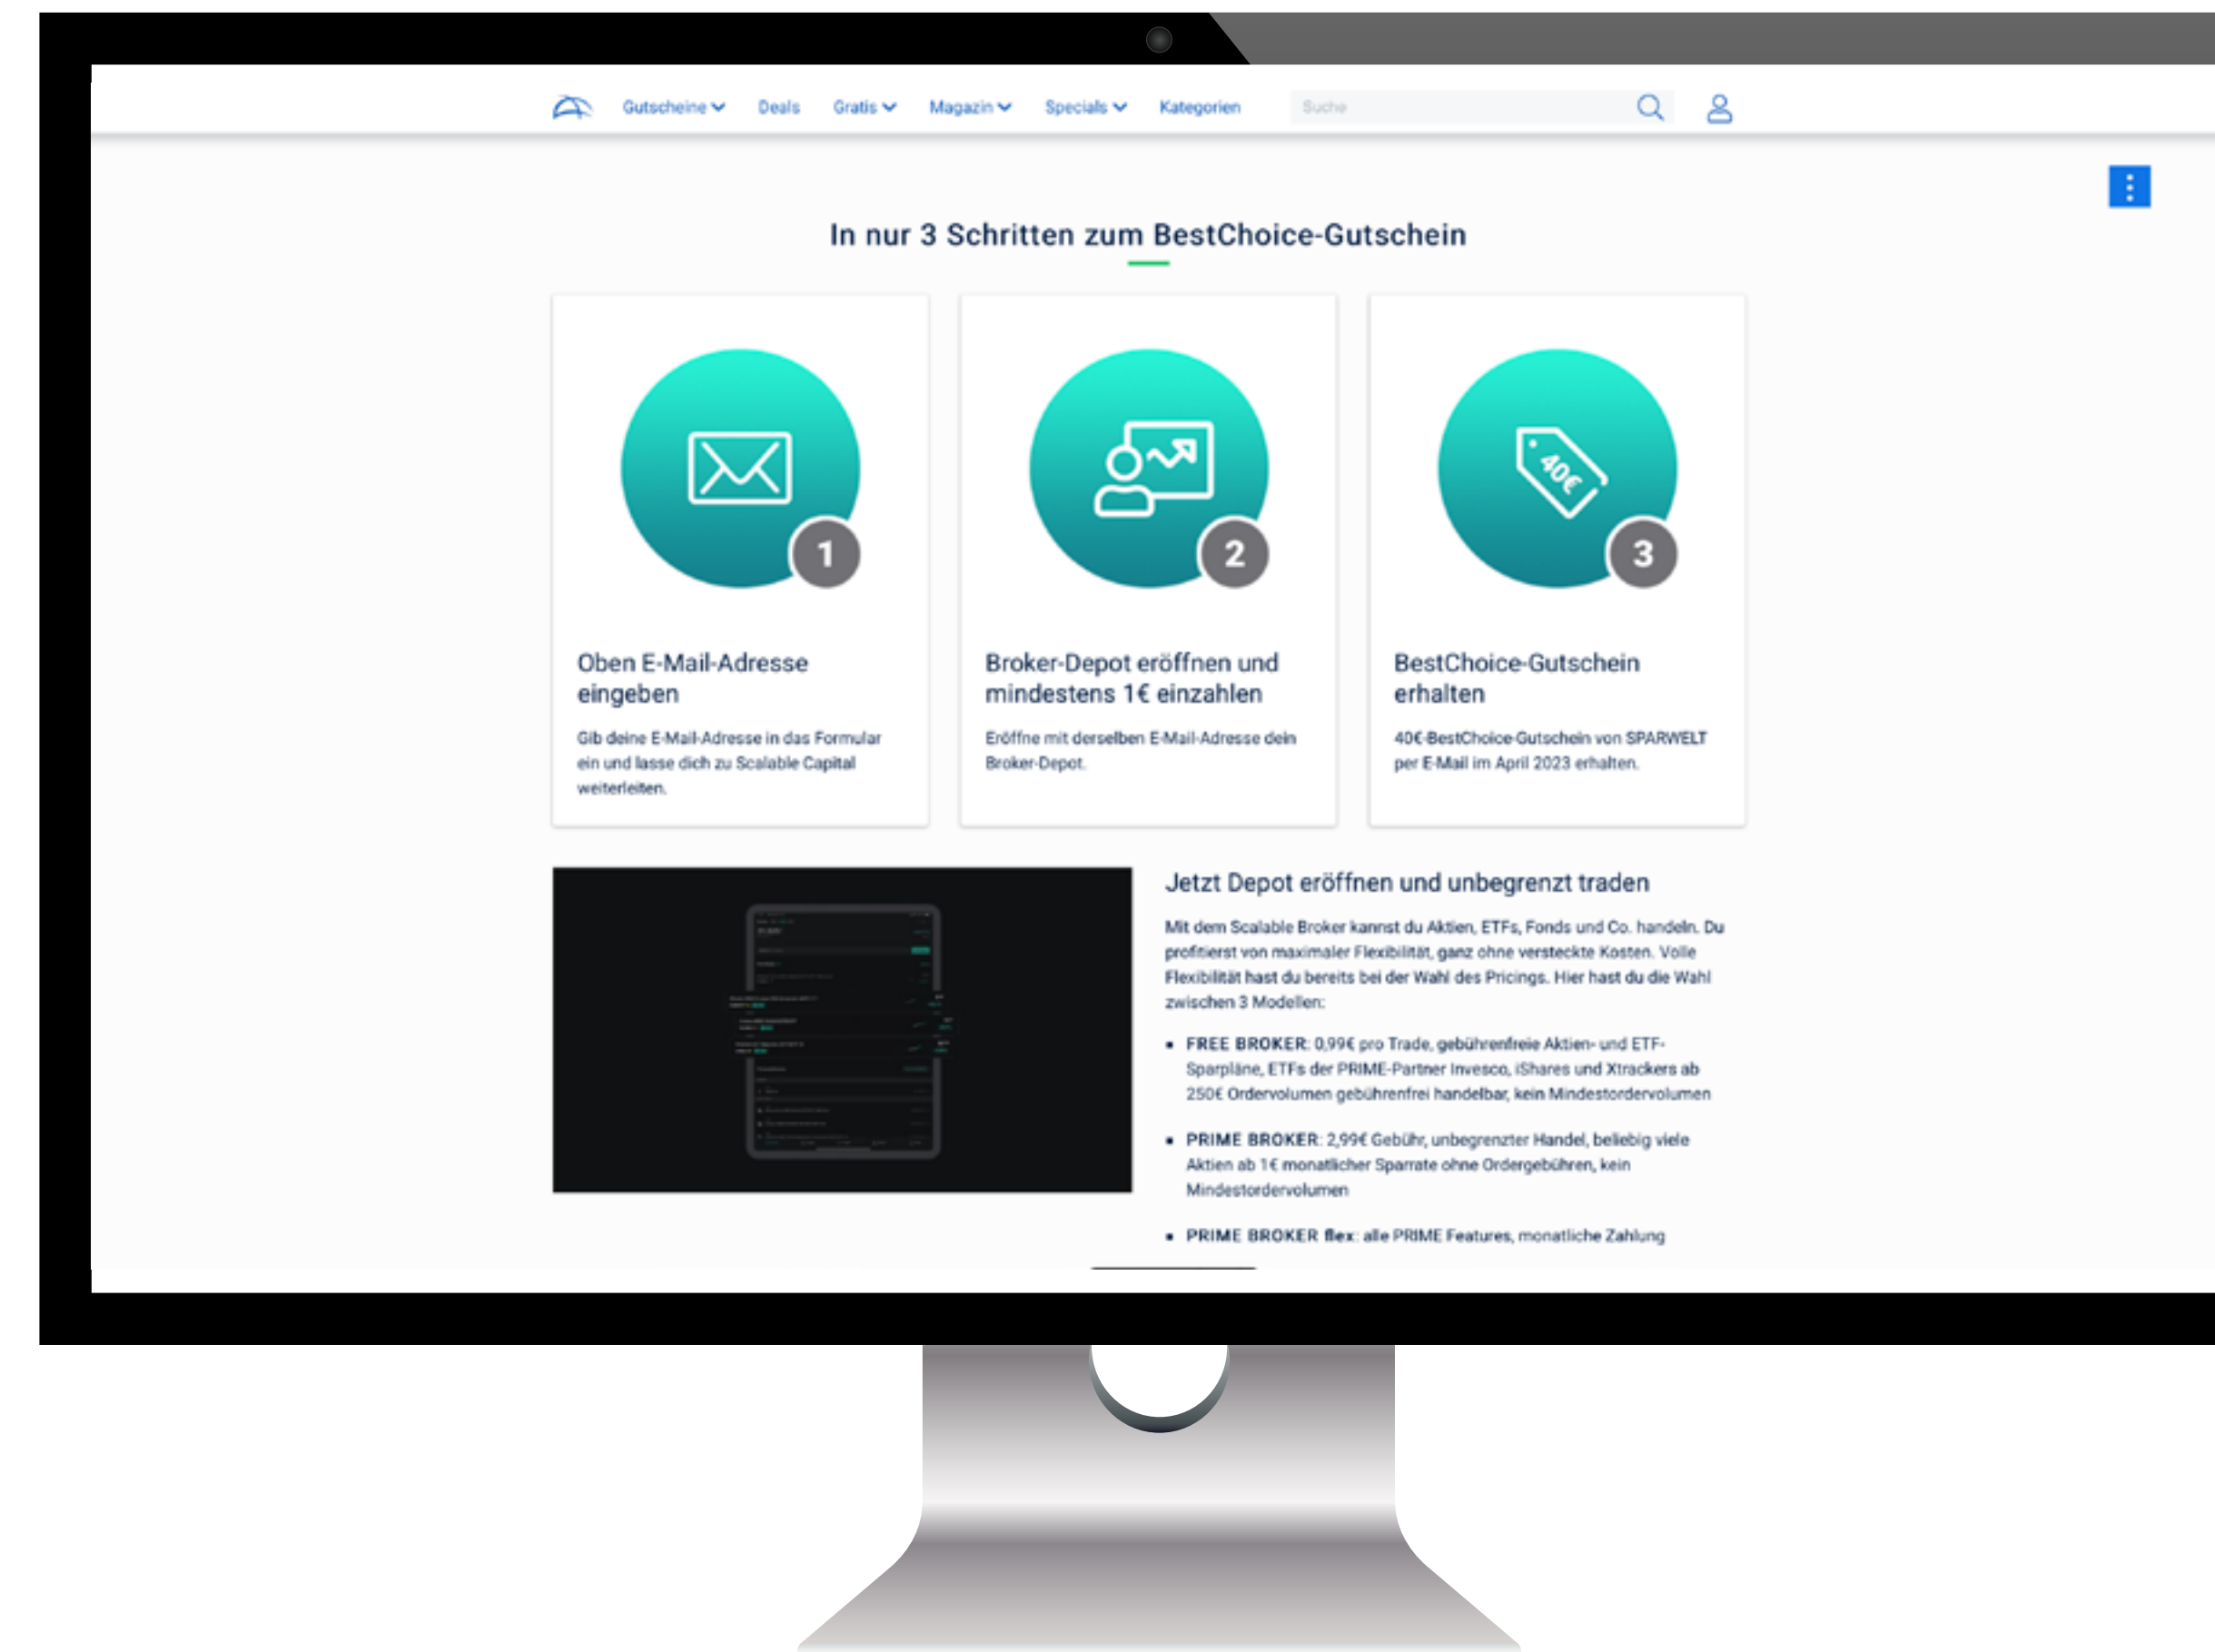 Gutscheine Deals Gratis Magazin Specials Kategorien Suche
In nur 3 Schritten zum BestChoice-Gutschein
1
Oben E-Mail-Adresse
eingeben
Gib deine E-Mail-Adresse in das Formular
ein und lasse dich zu Scalable Capital
weiterleiten.
2
Broker-Depot eröffnen und
mindestens 1€ einzahlen
Eröffne mit derselben E-Mail-Adresse dein
Broker-Depot.
40€
3
BestChoice-Gutschein
erhalten
40€-BestChoice-Gutschein von SPARWELT
per E-Mail im April 2023 erhalten.
Jetzt Depot eröffnen und unbegrenzt traden
Mit dem Scalable Broker kannst du Aktien, ETFs, Fonds und Co. handeln. Du
profitierst von maximaler Flexibilität, ganz ohne versteckte Kosten. Volle
Flexibilität hast du bereits bei der Wahl des Pricings. Hier hast du die Wahl
zwischen 3 Modellen:
▪ FREE BROKER: 0,99€ pro Trade, gebührenfreie Aktien- und ETF-
Sparpläne, ETFs der PRIME-Partner Invesco, iShares und Xtrackers ab
250€ Ordervolumen gebührenfrei handelbar, kein Mindestordervolumen
▪ PRIME BROKER: 2,99€ Gebühr, unbegrenzter Handel, beliebig viele
Aktien ab 1€ monatlicher Sparrate ohne Ordergebühren, kein
Mindestordervolumen
▪ PRIME BROKER flex: alle PRIME Features, monatliche Zahlung